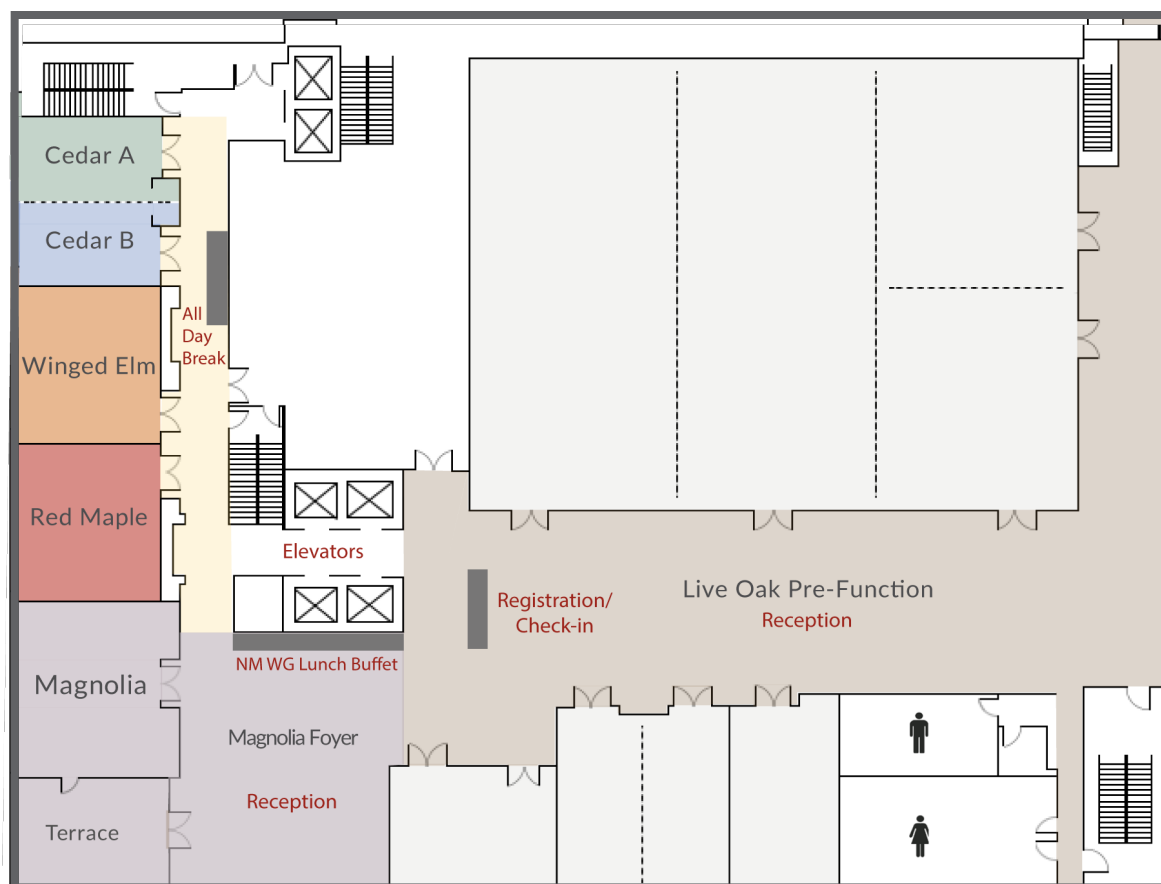 Cedar A
Cedar B
All
Day
Break
Winged Elm
Red Maple
Elevators
Live Oak Pre-Function
Reception
Registration/
Check-in
NM WG Lunch Buffet
Magnolia
Magnolia Foyer
Reception
Terrace